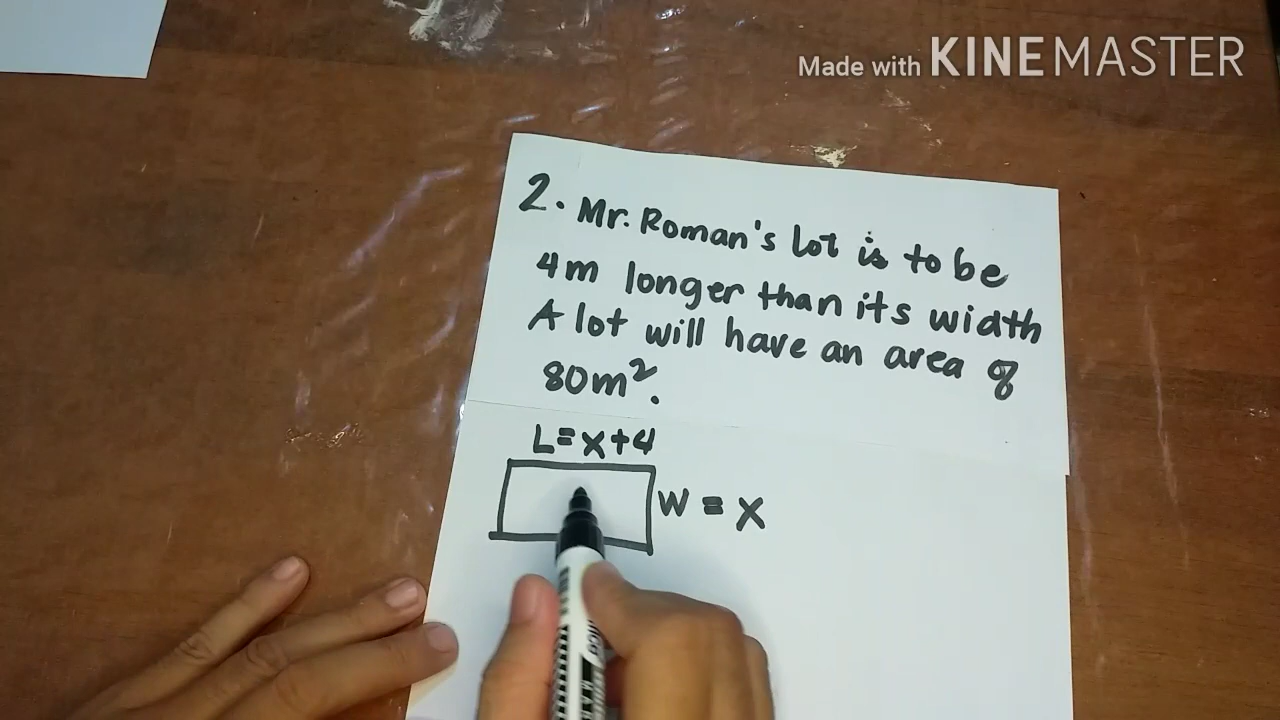 Made with KINEMASTER
2. Mr. Roman's lot is to be
4m longer than its width
A lot will have an area of
80m².
L=x+4
W = X